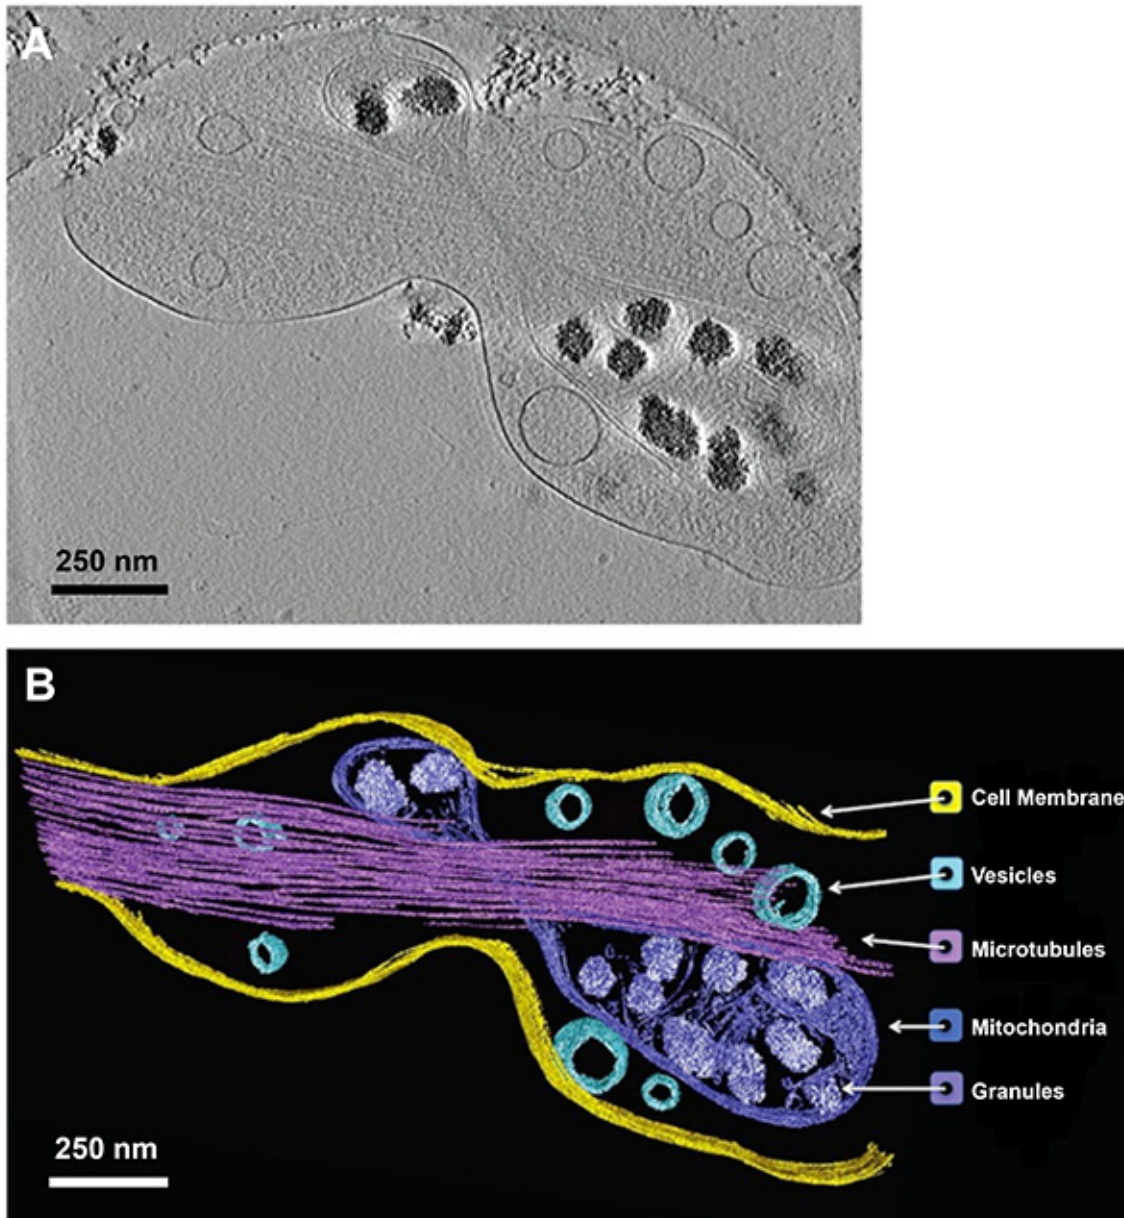 A
250 nm
B
Cell Membrane
Vesicles
Microtubules
Mitochondria
Granules
250 nm